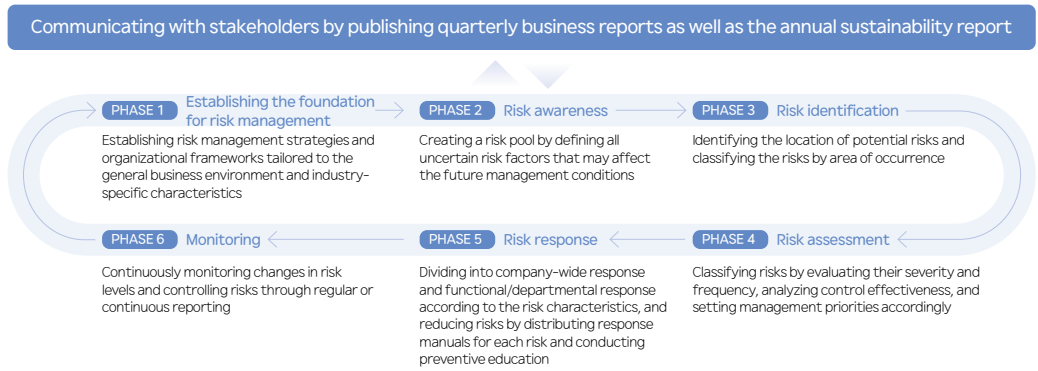 Communicating with stakeholders by publishing quarterly business reports as well as the annual sustainability report
PHASE 1
Establishing the foundation
for risk management
Establishing risk management strategies and
organizational frameworks tailored to the
general business environment and industry-
specific characteristics
PHASE 2
Risk awareness
Creating a risk pool by defining all
uncertain risk factors that may affect
the future management conditions
PHASE 3
Risk identification
Identifying the location of potential risks and
classifying the risks by area of occurrence
PHASE 4
Risk assessment
Classifying risks by evaluating their severity and
frequency, analyzing control effectiveness, and
setting management priorities accordingly
PHASE 5
Risk response
Dividing into company-wide response
and functional/departmental response
according to the risk characteristics, and
reducing risks by distributing response
manuals for each risk and conducting
preventive education
PHASE 6
Monitoring
Continuously monitoring changes in risk
levels and controlling risks through regular or
continuous reporting